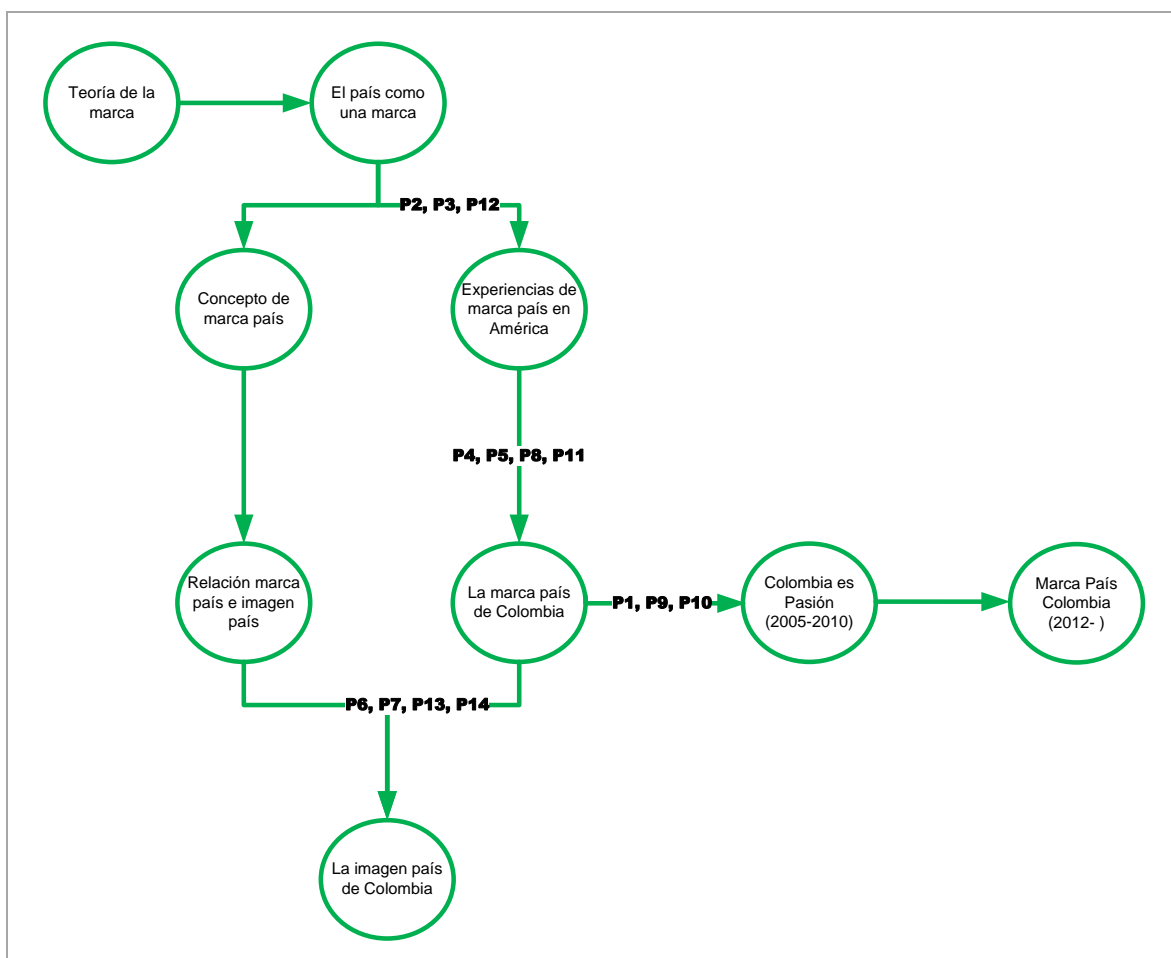 Teoría de la
marca
El país como
una marca
P2, P3, P12
Concepto de
marca país
Experiencias de
marca país en
América
P4, P5, P8, P11
Relación marca
país e imagen
país
La marca país
de Colombia
P1, P9, P10
Colombia es
Pasión
(2005-2010)
Marca País
Colombia
(2012- )
P6, P7, P13, P14
La imagen país
de Colombia